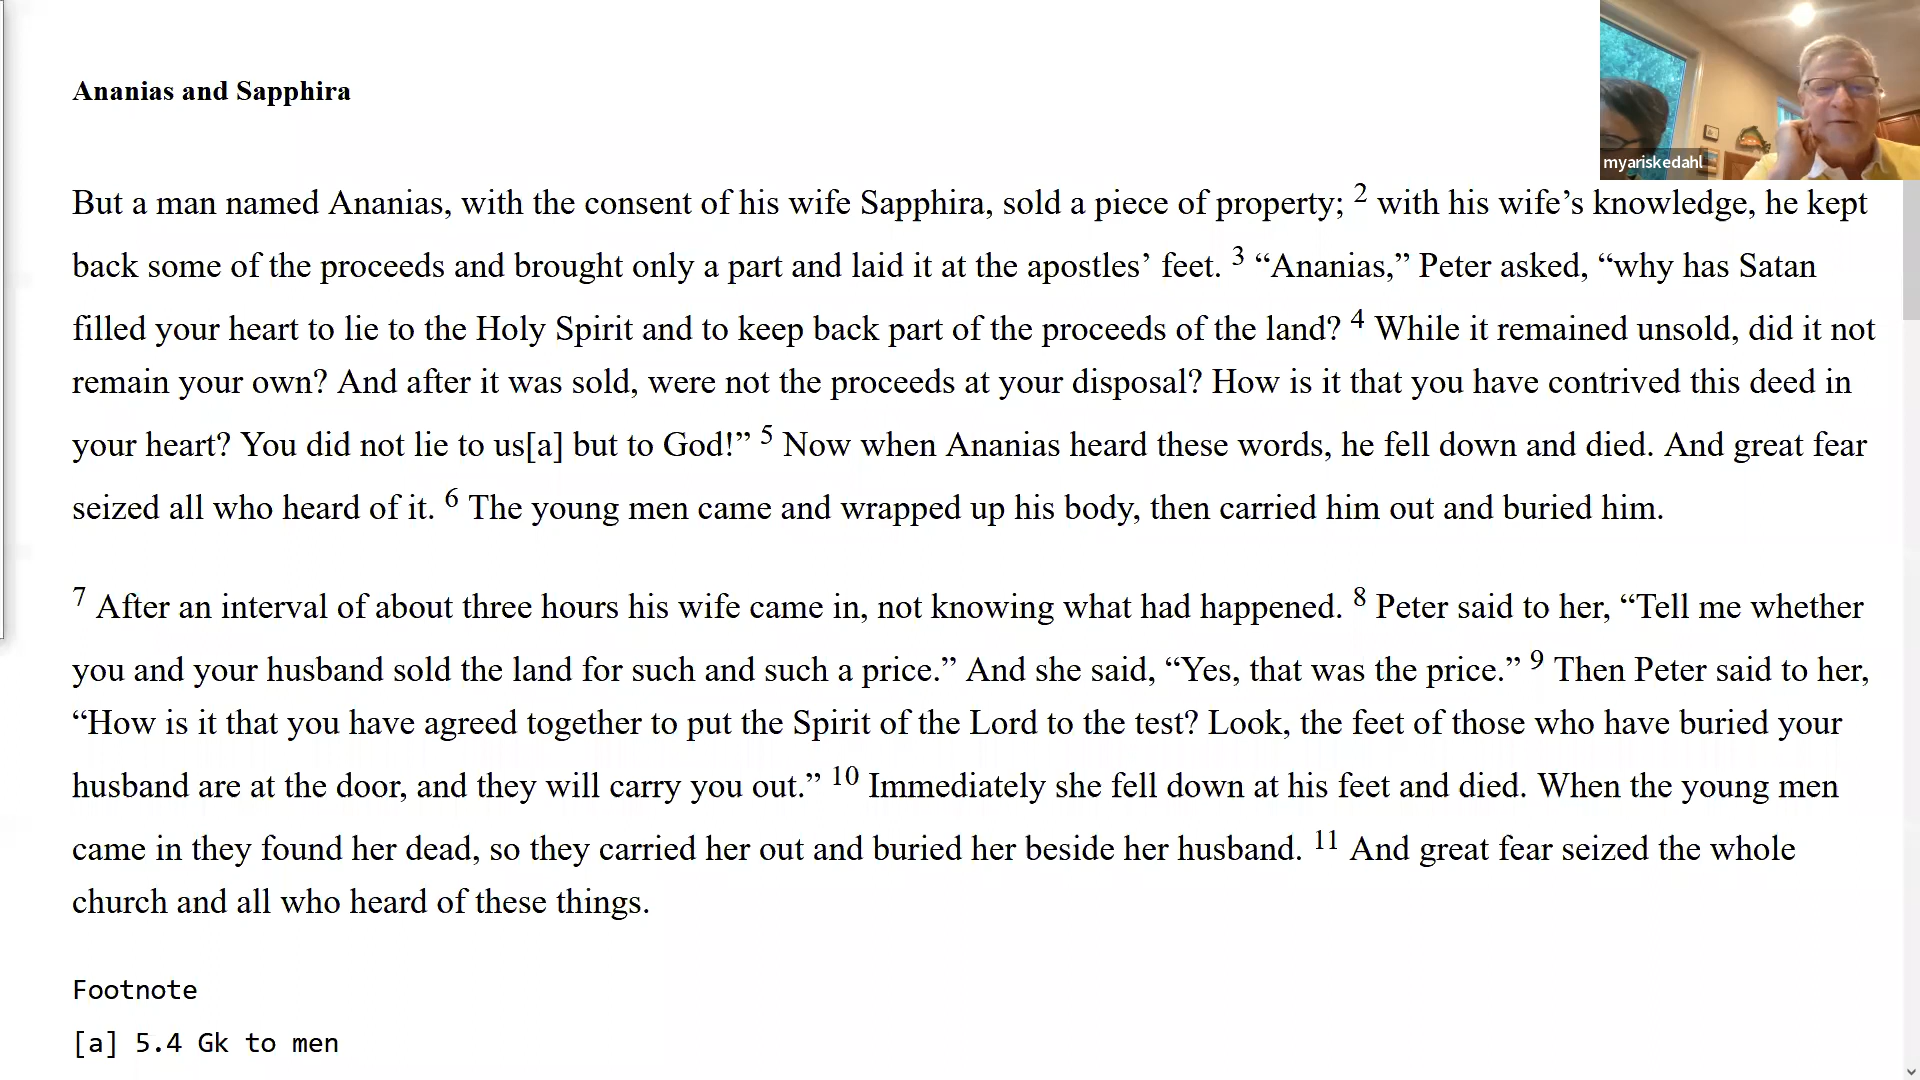 Ananias and Sapphira
myariskedahl
But a man named Ananias, with the consent of his wife Sapphira, sold a piece of property; 2 with his wife’s knowledge, he kept
back some of the proceeds and brought only a part and laid it at the apostles’ feet. 3 “Ananias,” Peter asked, “why has Satan
filled your heart to lie to the Holy Spirit and to keep back part of the proceeds of the land? 4 While it remained unsold, did it not
remain your own? And after it was sold, were not the proceeds at your disposal? How is it that you have contrived this deed in
your heart? You did not lie to us[a] but to God!” 5 Now when Ananias heard these words, he fell down and died. And great fear
seized all who heard of it. 6 The young men came and wrapped up his body, then carried him out and buried him.
7 After an interval of about three hours his wife came in, not knowing what had happened. 8 Peter said to her, “Tell me whether
you and your husband sold the land for such and such a price.” And she said, “Yes, that was the price.” 9 Then Peter said to her,
“How is it that you have agreed together to put the Spirit of the Lord to the test? Look, the feet of those who have buried your
husband are at the door, and they will carry you out.” 10 Immediately she fell down at his feet and died. When the young men
came in they found her dead, so they carried her out and buried her beside her husband. 11 And great fear seized the whole
church and all who heard of these things.
Footnote
[a] 5.4 Gk to men